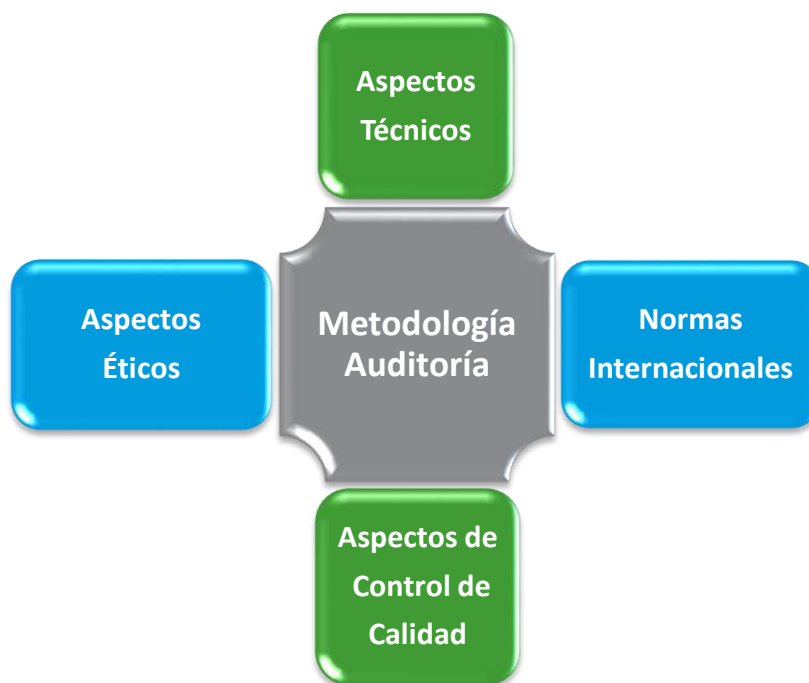 Aspectos
Técnicos
Aspectos
Éticos
Metodología
Auditoría
Normas
Internacionales
Aspectos de
Control de
Calidad